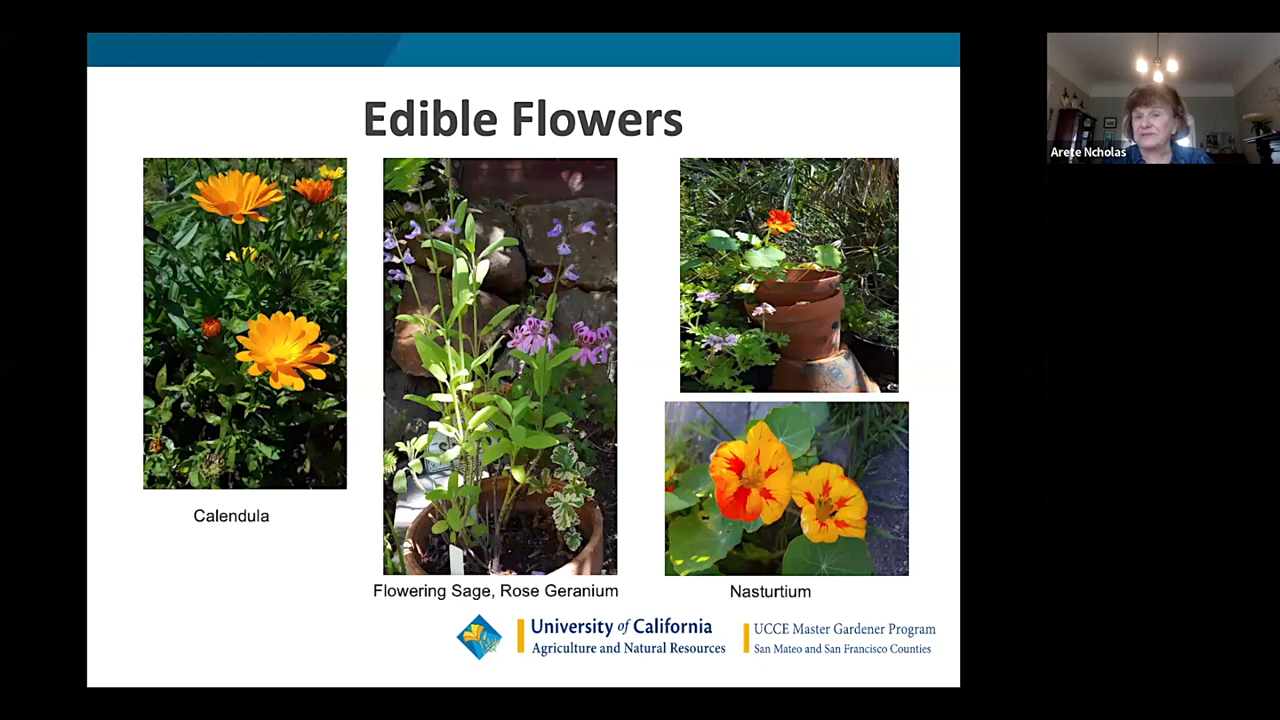 Edible Flowers
Arete Ncholas
Calendula
Flowering Sage, Rose Geranium
Nasturtium
University of California
Agriculture and Natural Resources
UCCE Master Gardener Program
San Mateo and San Francisco Counties